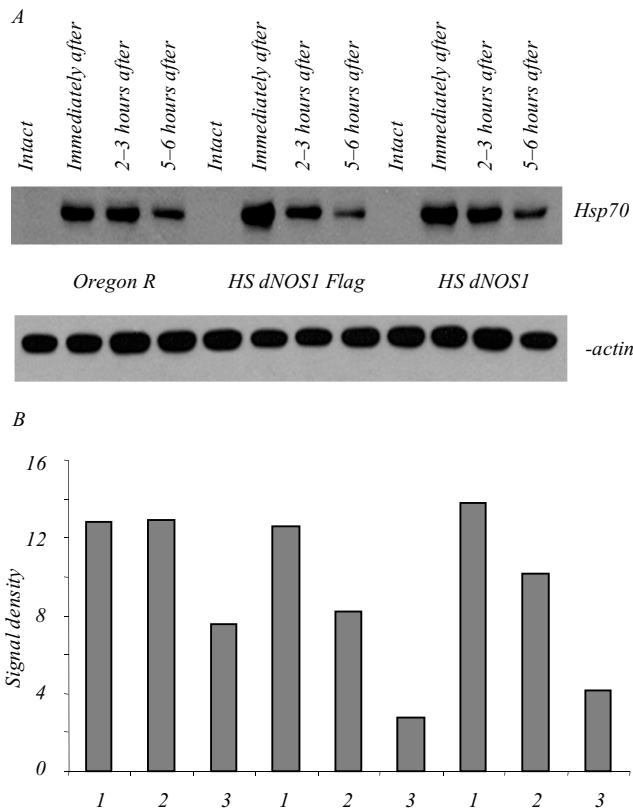 A
Intact
Immediately after
2–3 hours after
5–6 hours after
Intact
Immediately after
2–3 hours after
5–6 hours after
Intact
Immediately after
2–3 hours after
5–6 hours after
Hsp70
Oregon R HS dNOS1 Flag HS dNOS1
-actin
B
Signal density
16
12
8
4
0
1 2 3 1 2 3 1 2 3